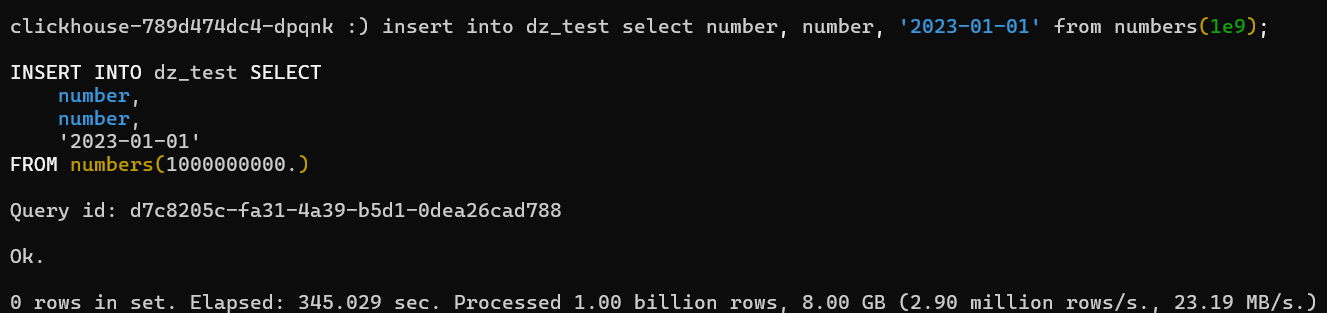 clickhouse-789d474dc4-dpqnk :) insert into dz_test select number, number, '2023-01-01' from numbers(1e9);
INSERT INTO dz_test SELECT
number,
number,
'2023-01-01'
FROM numbers(1000000000.)
Query id: d7c8205c-fa31-4a39-b5d1-0dea26cad788
Ok.
0 rows in set. Elapsed: 345.029 sec. Processed 1.00 billion rows, 8.00 GB (2.90 million rows/s., 23.19 MB/s.)